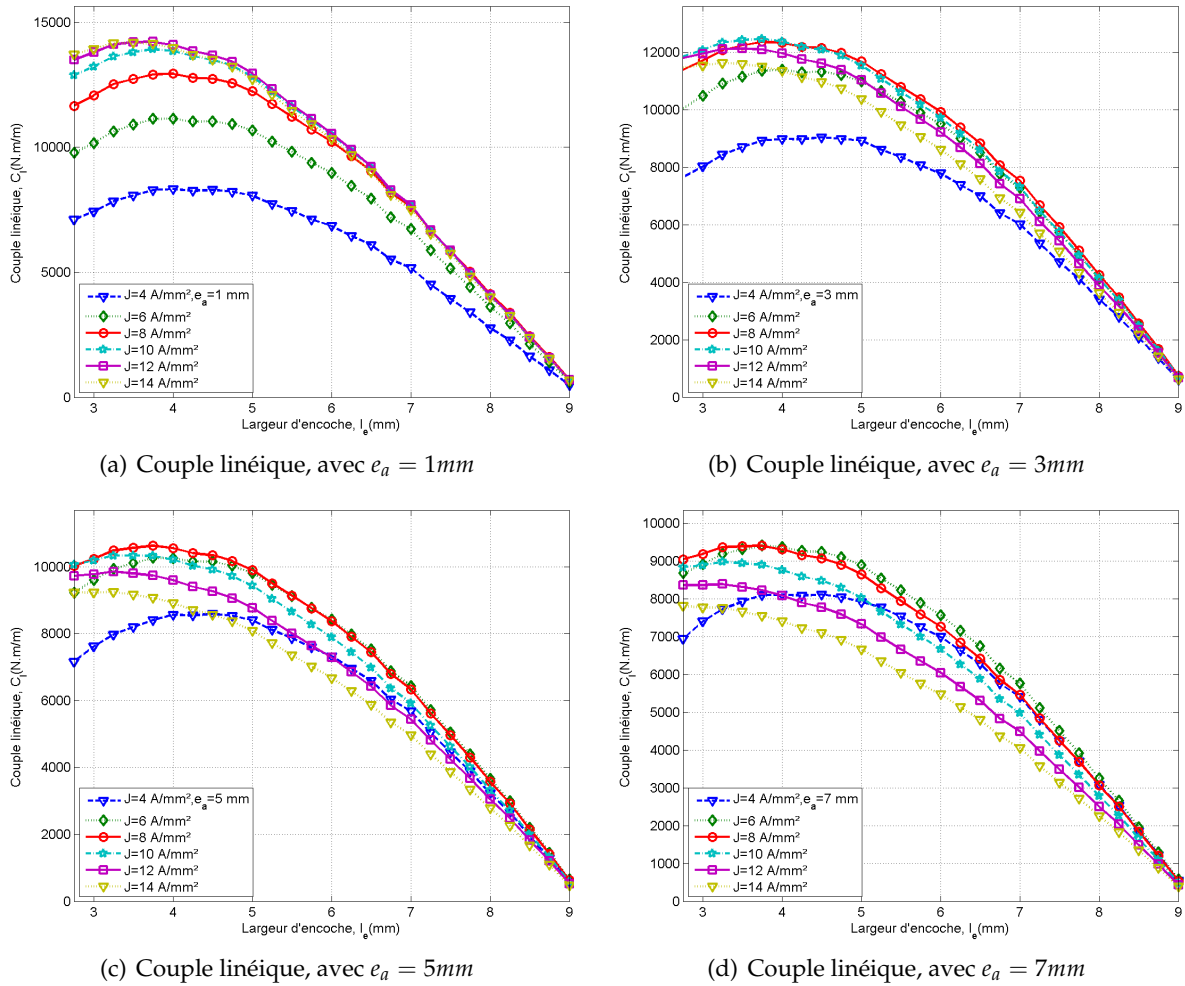 15000
10000
5000
0
Couple linéique, C_l(N.m/m)
J=4 A/mm²,e_a=1 mm
J=6 A/mm²
J=8 A/mm²
J=10 A/mm²
J=12 A/mm²
J=14 A/mm²
3 4 5 6 7 8 9
Largeur d'encoche, l_e(mm)
(a) Couple linéique, avec e_a = 1mm
12000
10000
8000
6000
4000
2000
0
Couple linéique, C_l(N.m/m)
J=4 A/mm²,e_a=3 mm
J=6 A/mm²
J=8 A/mm²
J=10 A/mm²
J=12 A/mm²
J=14 A/mm²
3 4 5 6 7 8 9
Largeur d'encoche, l_e(mm)
(b) Couple linéique, avec e_a = 3mm
10000
8000
6000
4000
2000
0
Couple linéique, C_l(N.m/m)
J=4 A/mm²,e_a=5 mm
J=6 A/mm²
J=8 A/mm²
J=10 A/mm²
J=12 A/mm²
J=14 A/mm²
3 4 5 6 7 8 9
Largeur d'encoche, l_e(mm)
(c) Couple linéique, avec e_a = 5mm
10000
9000
8000
7000
6000
5000
4000
3000
2000
1000
0
Couple linéique, C_l(N.m/m)
J=4 A/mm²,e_a=7 mm
J=6 A/mm²
J=8 A/mm²
J=10 A/mm²
J=12 A/mm²
J=14 A/mm²
3 4 5 6 7 8 9
Largeur d'encoche, l_e(mm)
(d) Couple linéique, avec e_a = 7mm